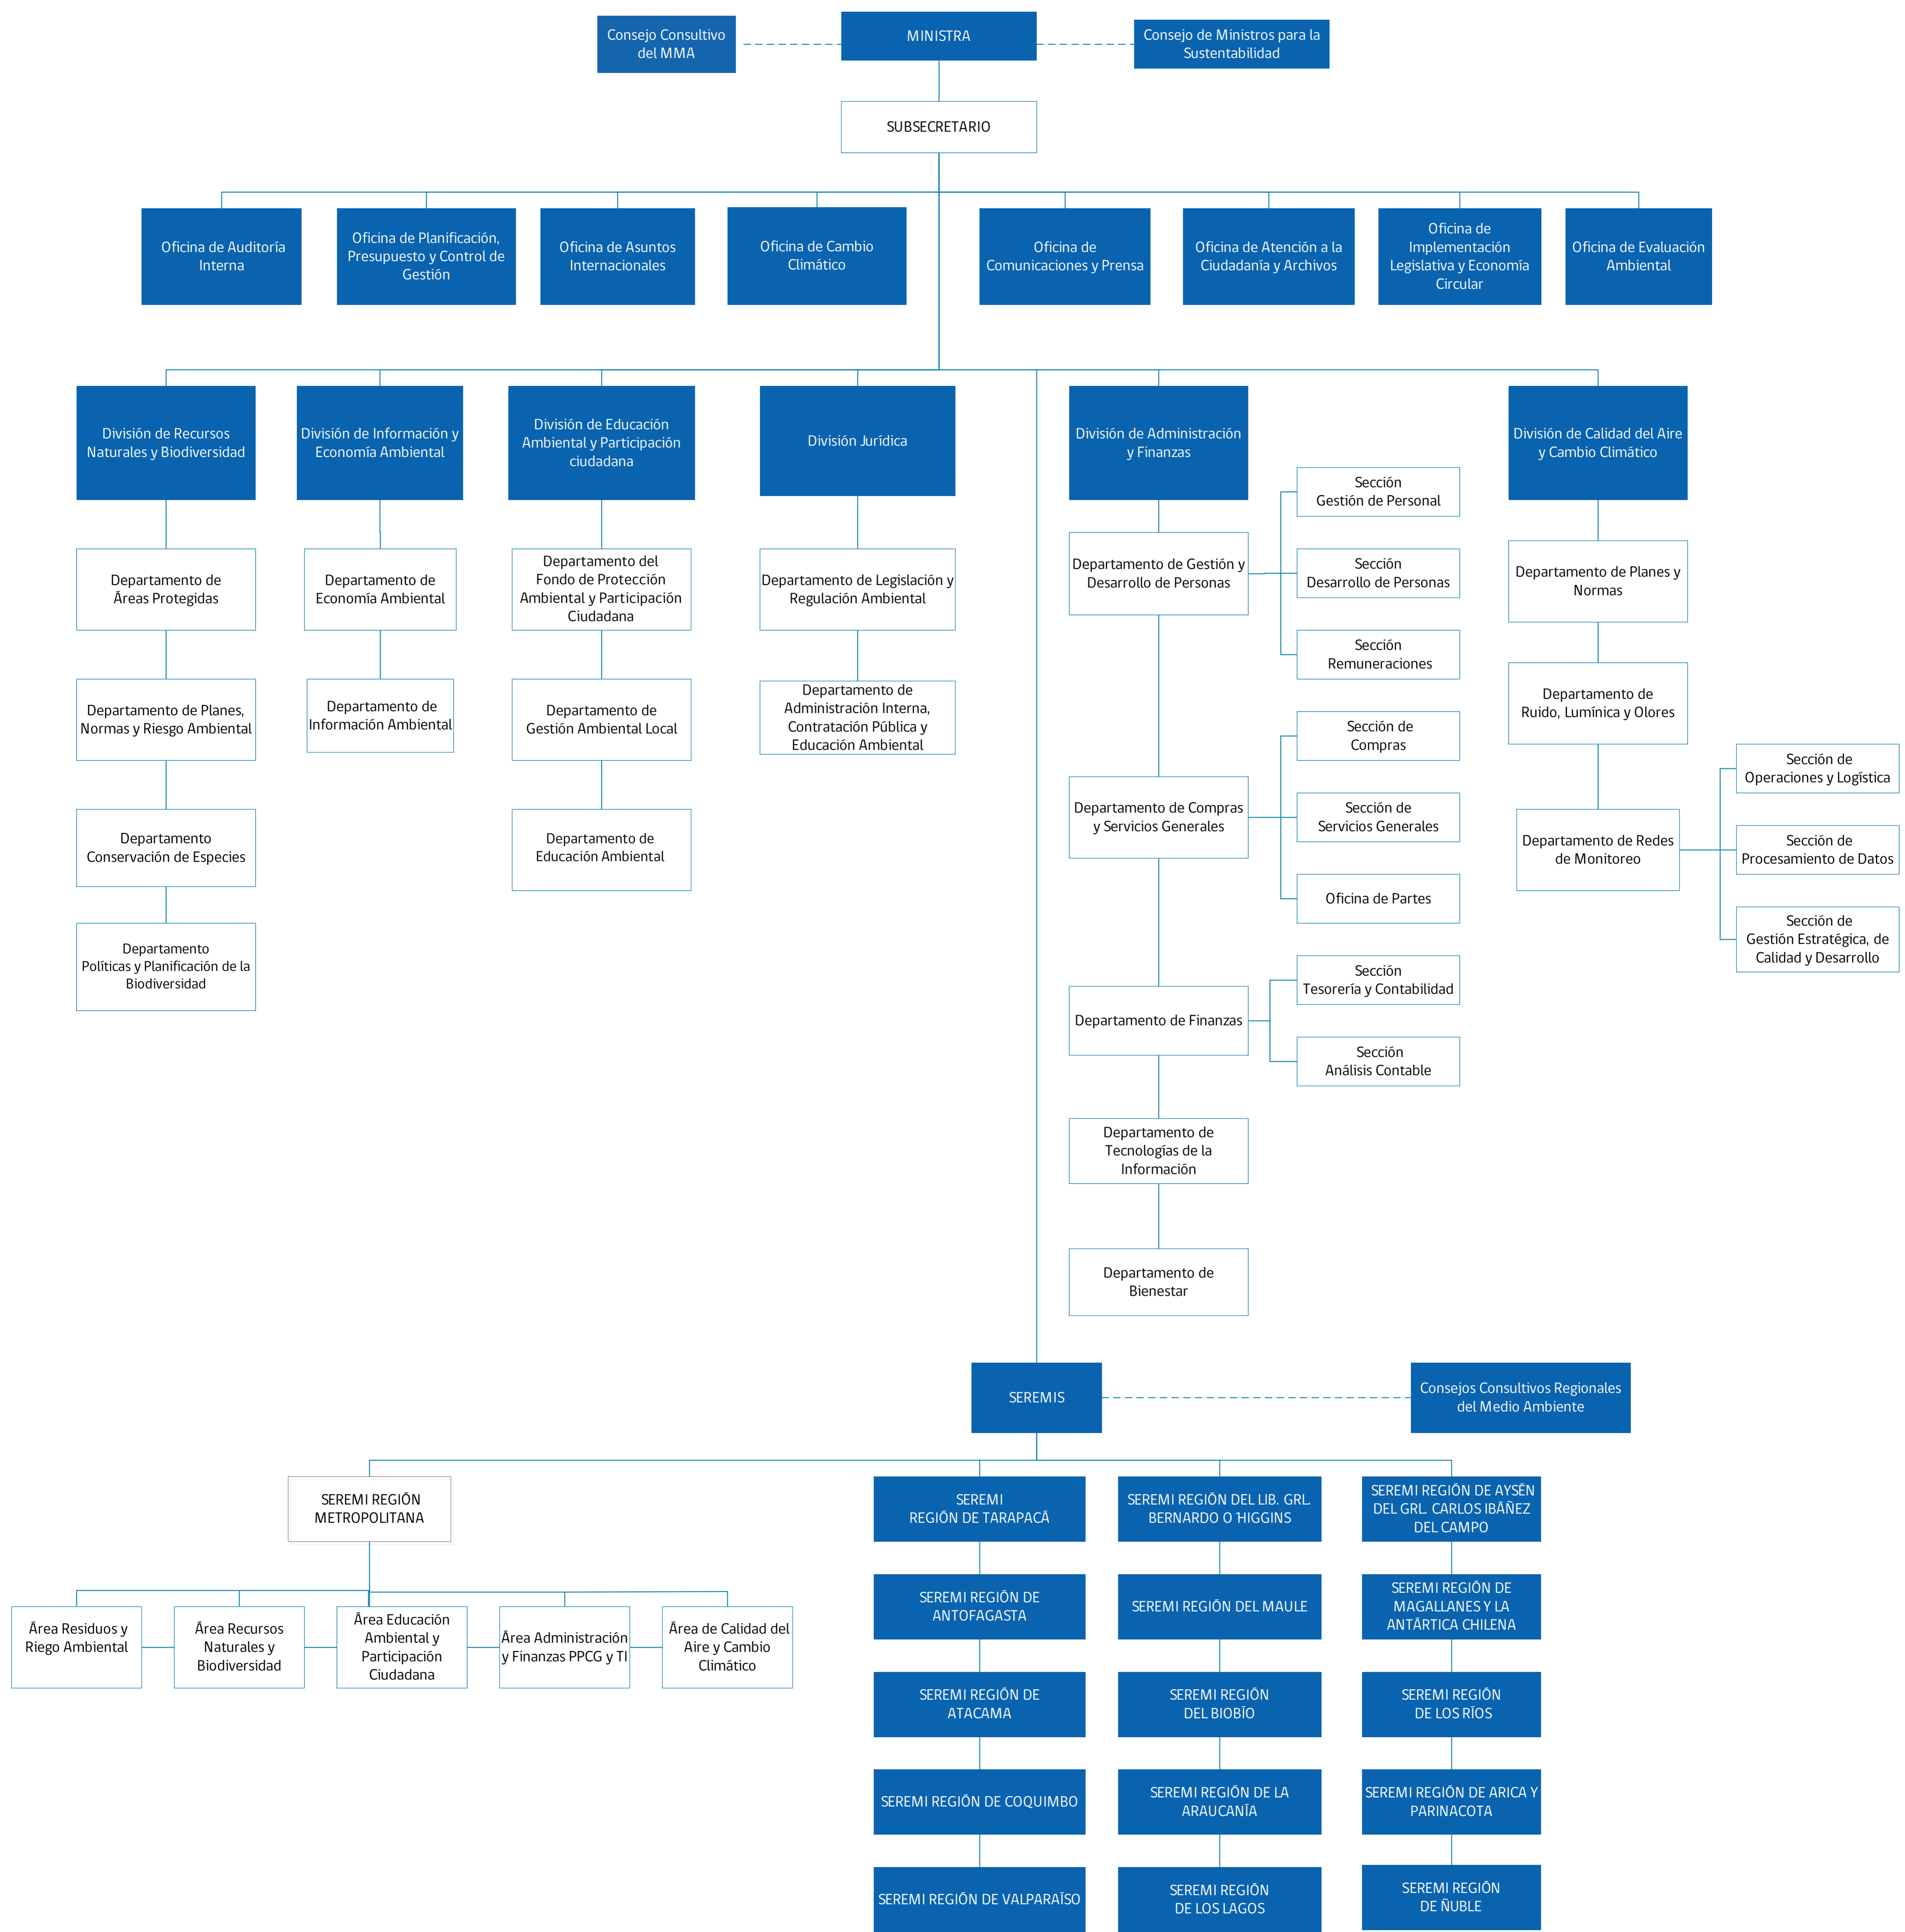 Consejo Consultivo
del MMA
MINISTRA
Consejo de Ministros para la
Sustentabilidad
SUBSECRETARIO
Oficina de Auditoría
Interna
Oficina de Planificación,
Presupuesto y Control de
Gestión
Oficina de Asuntos
Internacionales
Oficina de Cambio
Climático
Oficina de
Comunicaciones y Prensa
Oficina de Atención a la
Ciudadanía y Archivos
Oficina de
Implementación
Legislativa y Economía
Circular
Oficina de Evaluación
Ambiental
División de Recursos
Naturales y Biodiversidad
División de Información y
Economía Ambiental
División de Educación
Ambiental y Participación
ciudadana
División Jurídica
División de Administración
y Finanzas
División de Calidad del Aire
y Cambio Climático
Departamento de
Áreas Protegidas
Departamento de Planes,
Normas y Riesgo Ambiental
Departamento
Conservación de Especies
Departamento
Políticas y Planificación de la
Biodiversidad
Departamento de
Economía Ambiental
Departamento de
Información Ambiental
Departamento del
Fondo de Protección
Ambiental y Participación
Ciudadana
Departamento de
Gestión Ambiental Local
Departamento de
Educación Ambiental
Departamento de Legislación y
Regulación Ambiental
Departamento de
Administración Interna,
Contratación Pública y
Educación Ambiental
Departamento de Gestión y
Desarrollo de Personas
Sección
Gestión de Personal
Sección
Desarrollo de Personas
Sección
Remuneraciones
Departamento de Compras
y Servicios Generales
Sección de
Compras
Sección de
Servicios Generales
Oficina de Partes
Departamento de Finanzas
Sección
Tesorería y Contabilidad
Sección
Análisis Contable
Departamento de
Tecnologías de la
Información
Departamento de
Bienestar
Departamento de Planes y
Normas
Departamento de
Ruido, Lumínica y Olores
Departamento de Redes
de Monitoreo
Sección de
Operaciones y Logística
Sección de
Procesamiento de Datos
Sección de
Gestión Estratégica, de
Calidad y Desarrollo
SEREMIS
Consejos Consultivos Regionales
del Medio Ambiente
SEREMI REGIÓN
METROPOLITANA
Área Residuos y
Riego Ambiental
Área Recursos
Naturales y
Biodiversidad
Área Educación
Ambiental y
Participación
Ciudadana
Área Administración
y Finanzas PPCG y TI
Área de Calidad del
Aire y Cambio
Climático
SEREMI
REGIÓN DE TARAPACÁ
SEREMI REGIÓN DE
ANTOFAGASTA
SEREMI REGIÓN DE
ATACAMA
SEREMI REGIÓN DE COQUIMBO
SEREMI REGIÓN DE VALPARAÍSO
SEREMI REGIÓN DEL LIB. GRL.
BERNARDO O´HIGGINS
SEREMI REGIÓN DEL MAULE
SEREMI REGIÓN
DEL BIOBÍO
SEREMI REGIÓN DE LA
ARAUCANÍA
SEREMI REGIÓN
DE LOS LAGOS
SEREMI REGIÓN DE AYSÉN
DEL GRL. CARLOS IBÁÑEZ
DEL CAMPO
SEREMI REGIÓN DE
MAGALLANES Y LA
ANTÁRTICA CHILENA
SEREMI REGIÓN
DE LOS RÍOS
SEREMI REGIÓN DE ARICA Y
PARINACOTA
SEREMI REGIÓN
DE ÑUBLE